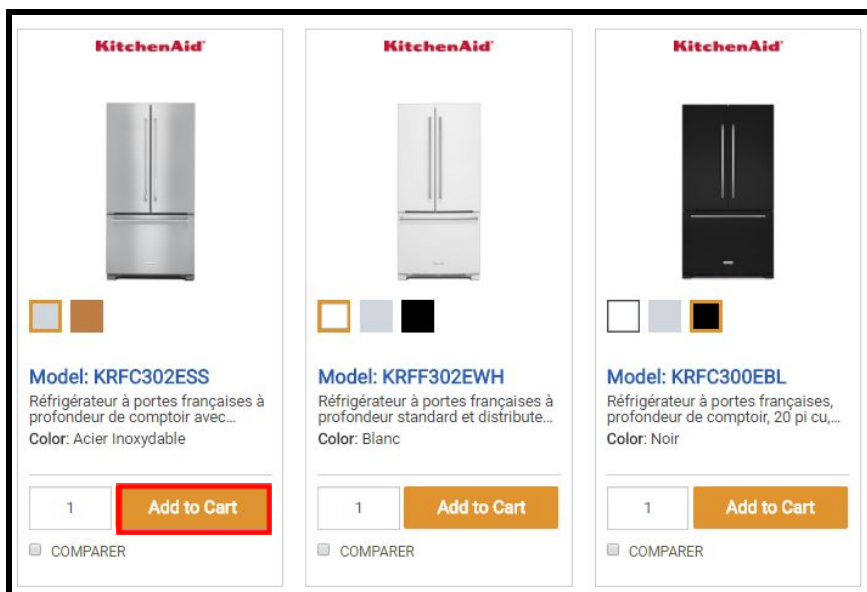 KitchenAid
Model: KRFC302ESS
Réfrigérateur à portes françaises à
profondeur de comptoir avec...
Color: Acier Inoxydable
1
Add to Cart
COMPARER
KitchenAid
Model: KRFF302EWH
Réfrigérateur à portes françaises à
profondeur standard et distribute...
Color: Blanc
1
Add to Cart
COMPARER
KitchenAid
Model: KRFC300EBL
Réfrigérateur à portes françaises,
profondeur de comptoir, 20 pi cu,...
Color: Noir
1
Add to Cart
COMPARER